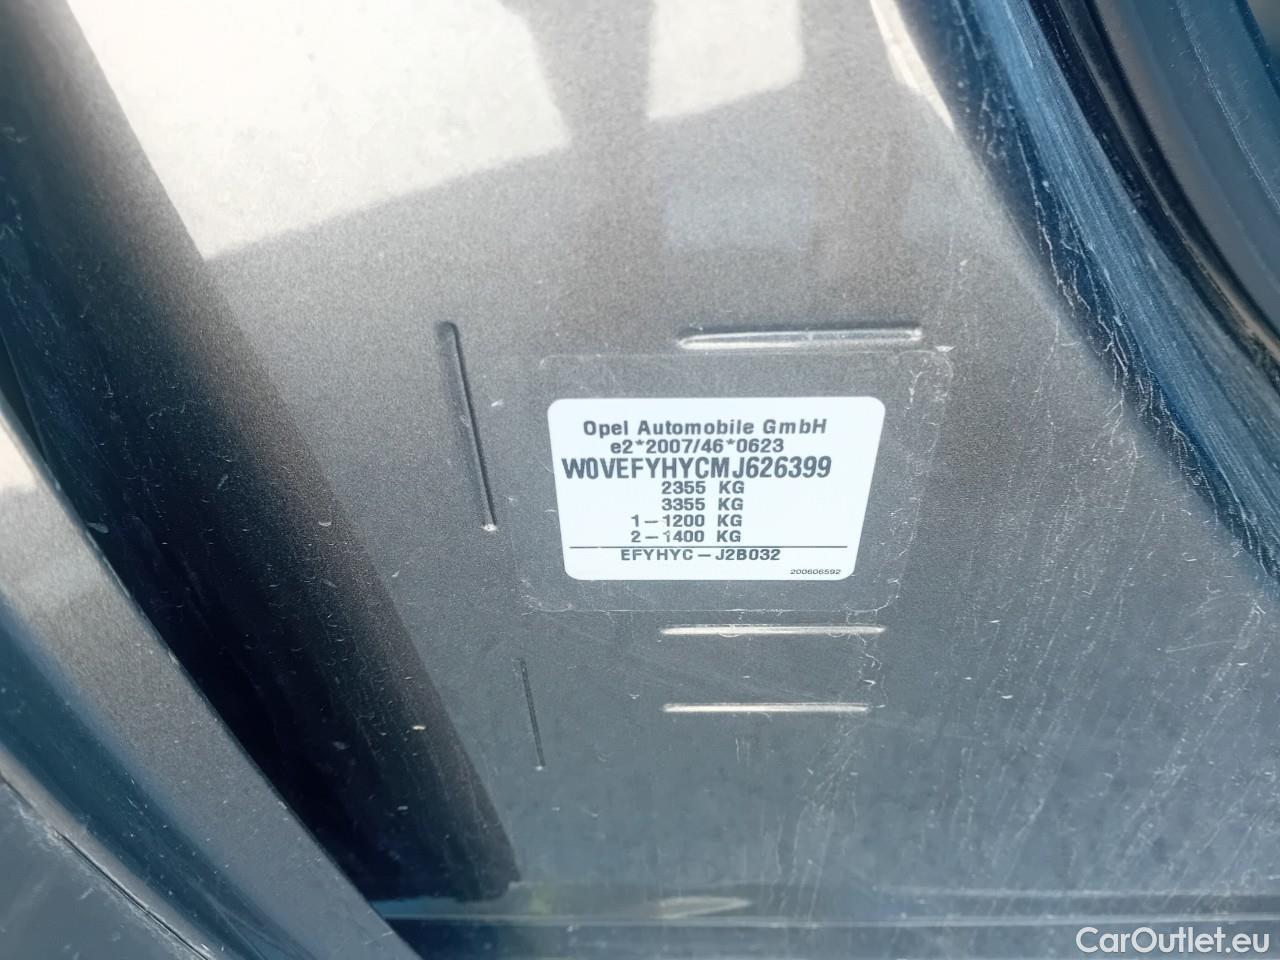 Opel Automobile GmbH
e2*2007/46*0623
W0VEFYHYCMJ626399
2355 KG
3355 KG
1-1200 KG
2-1400 KG
EFYHYC-J2B032
200606592
CarOutlet.eu